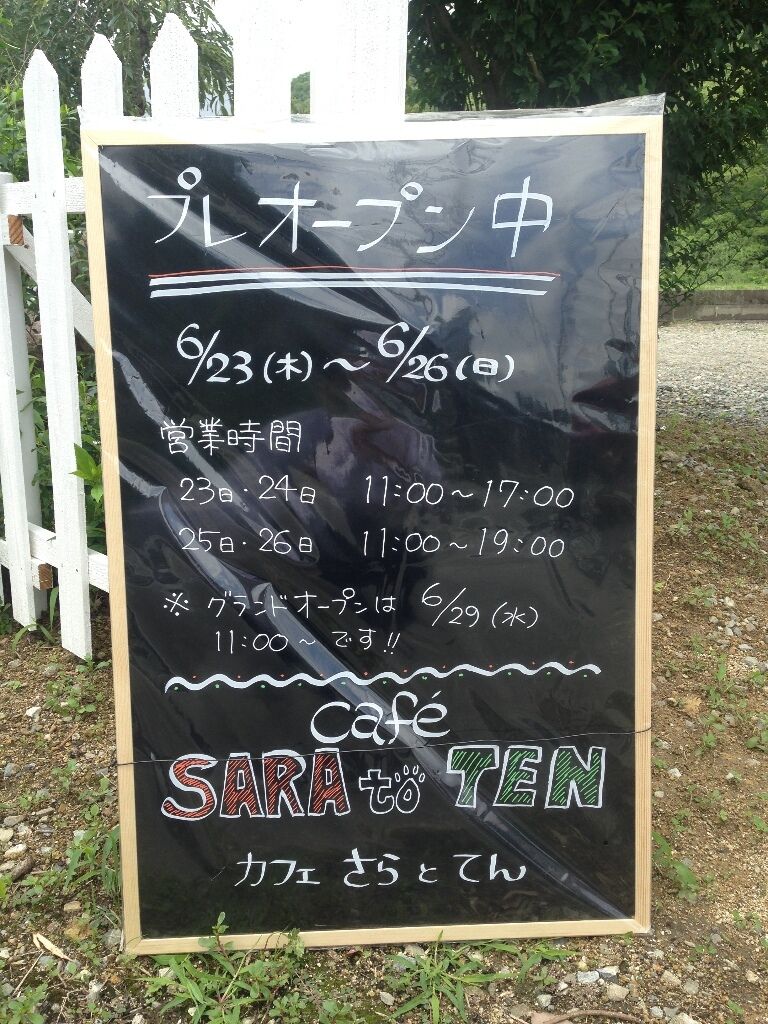 プレオープン中
6/23(木)～6/26(日)
営業時間
23日・24日 11:00～17:00
25日・26日 11:00～19:00
※ グランドオープンは 6/29(水)
11:00～です!!
café
SARA to TEN
カフェ さらとてん